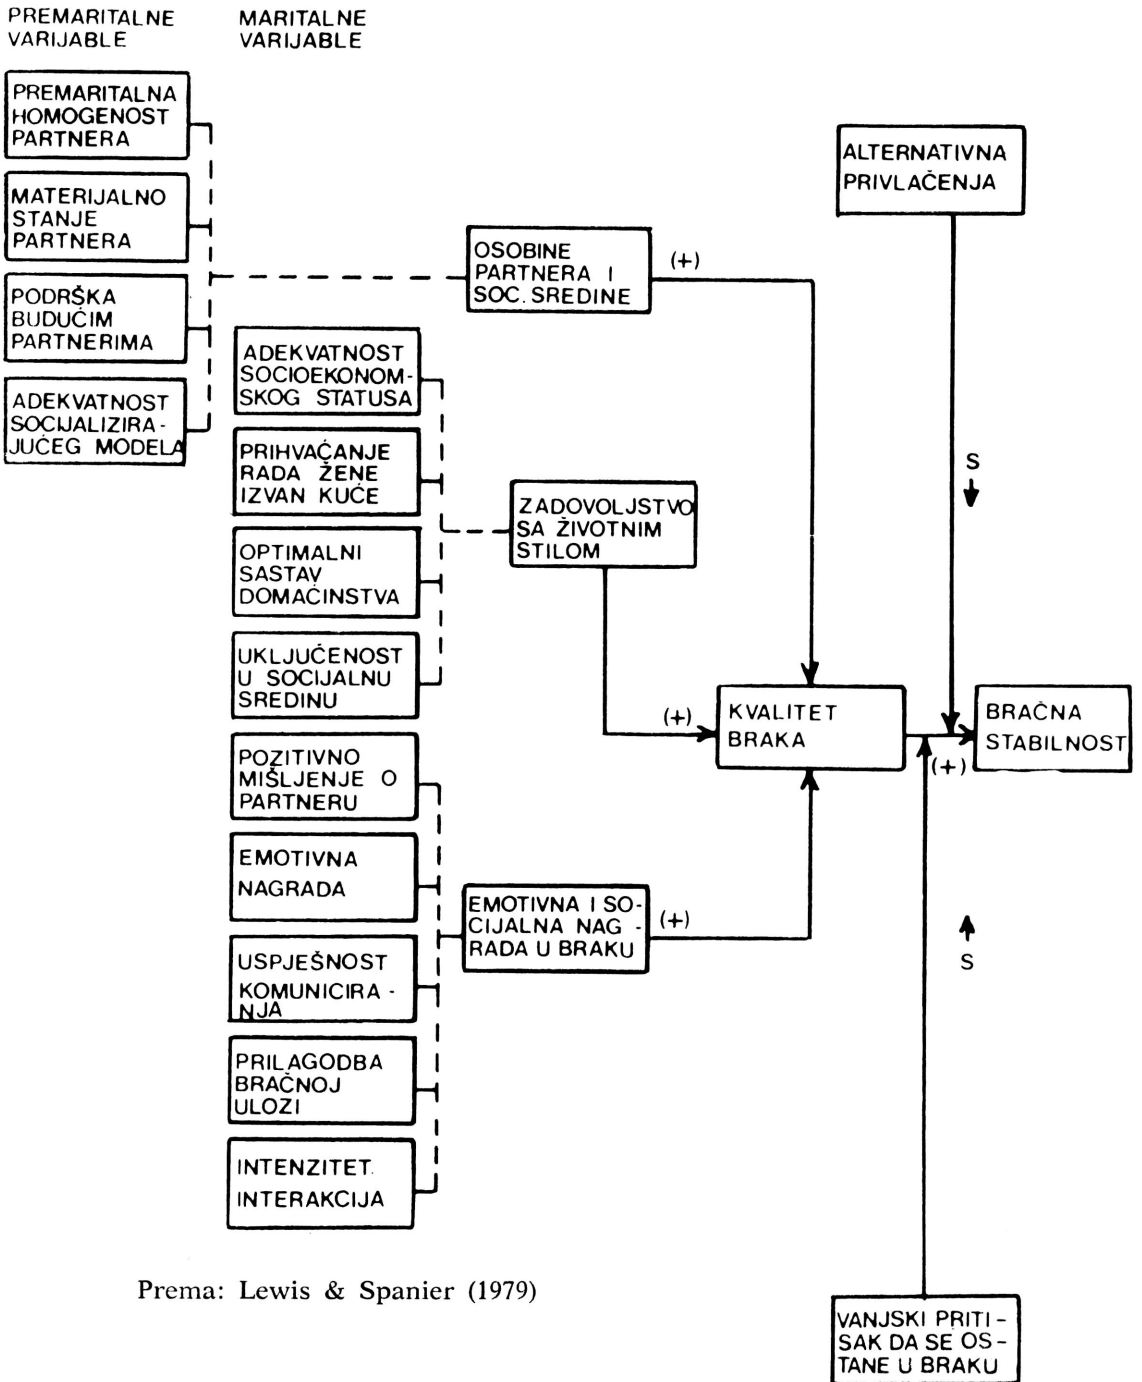 PREMARITALNE
VARIJABLE
MARITALNE
VARIJABLE
PREMARITALNA
HOMOGENOST
PARTNERA
MATERIJALNO
STANJE
PARTNERA
PODRŠKA
BUDUĆIM
PARTNERIMA
ADEKVATNOST
SOCIJALIZIRA-
JUĆEG MODELA
ADEKVATNOST
SOCIOEKONOM-
SKOG STATUSA
PRIHVAĆANJE
RADA ŽENE
IZVAN KUĆE
OPTIMALNI
SASTAV
DOMAĆINSTVA
UKLJUĆENOST
U SOCIJALNU
SREDINU
POZITIVNO
MIŠLJENJE O
PARTNERU
EMOTIVNA
NAGRADA
USPJEŠNOST
KOMUNICIRA-
NJA
PRILAGODBA
BRAČNOJ
ULOZI
INTENZITET
INTERAKCIJA
OSOBINE
PARTNERA I
SOC. SREDINE
(+)
ZADOVOLJSTVO
SA ŽIVOTNIM
STILOM
(+)
EMOTIVNA I SO-
CIJALNA NAG-
RADA U BRAKU
(+)
KVALITET
BRAKA
(+)
ALTERNATIVNA
PRIVLAČENJA
S
BRAČNA
STABILNOST
S
VANJSKI PRITI-
SAK DA SE OS-
TANE U BRAKU
Prema: Lewis & Spanier (1979)